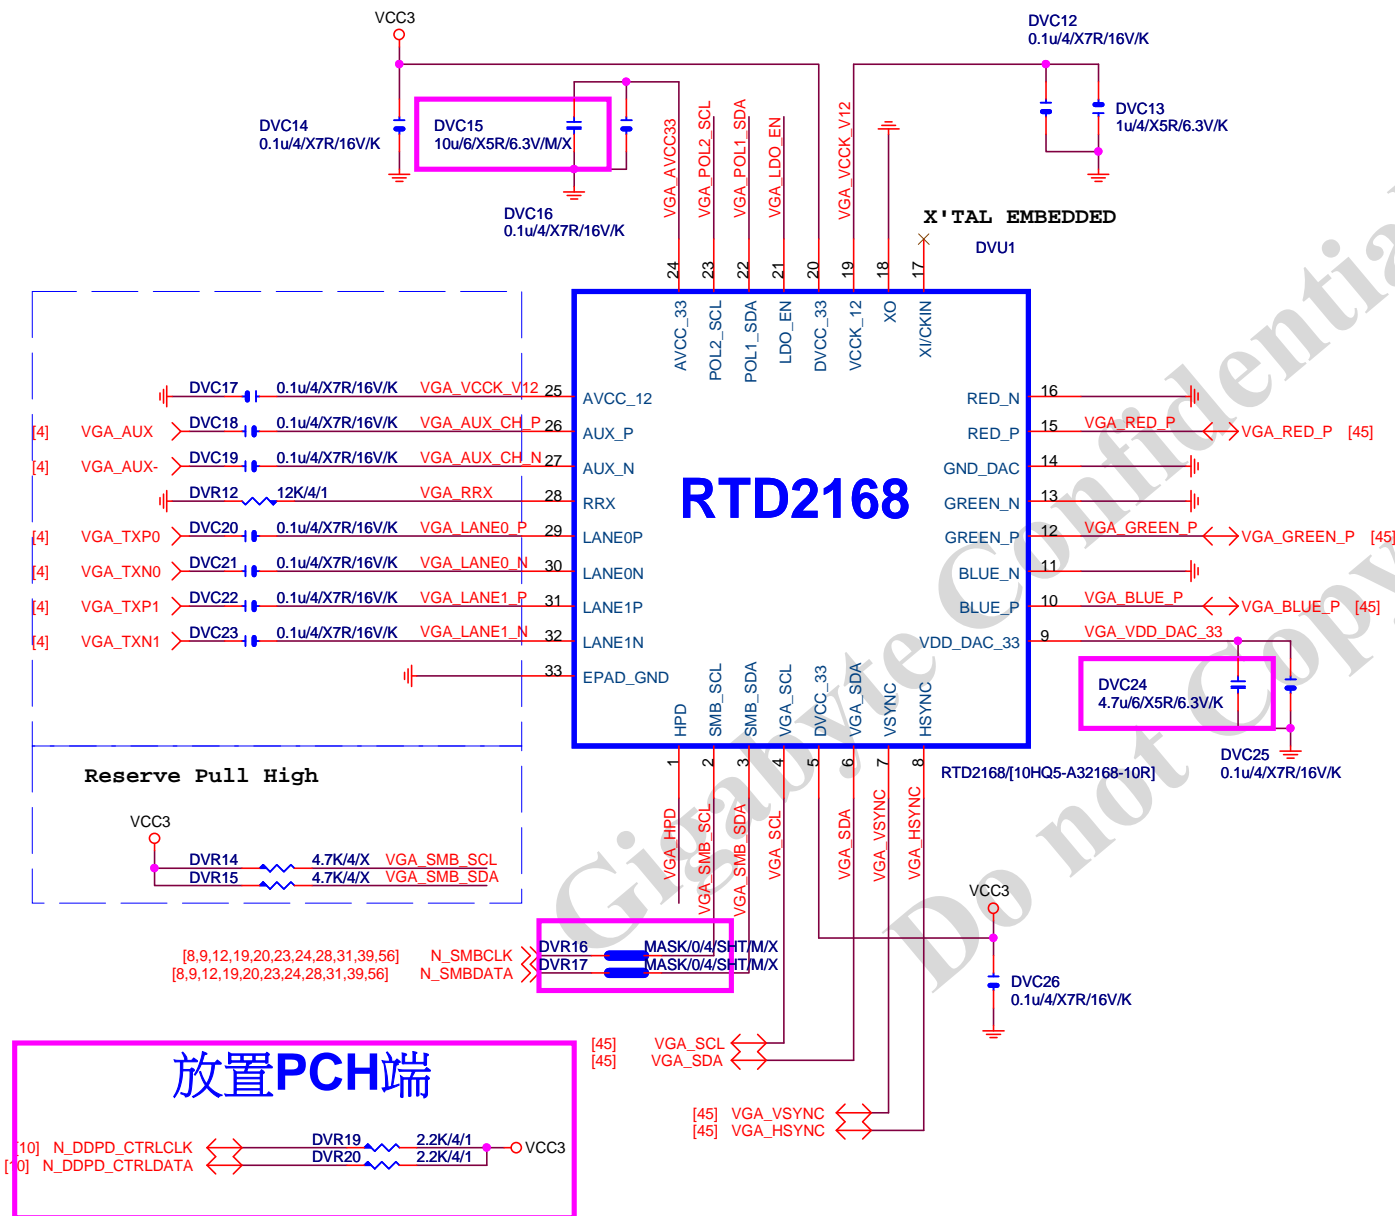 VCC3
DVC12
0.1u/4/X7R/16V/K
DVC14
0.1u/4/X7R/16V/K
DVC15
10u/6/X5R/6.3V/M/X
DVC13
1u/4/X5R/6.3V/K
DVC16
0.1u/4/X7R/16V/K
VGA_AVCC33
VGA_POL2_SCL
VGA_POL1_SDA
VGA_LDO_EN
VGA_VCCK_V12
X'TAL EMBEDDED
DVU1
24
23
22
21
20
19
18
17
AVCC_33
POL2_SCL
POL1_SDA
LDO_EN
DVCC_33
VCCK_12
XO
XI/CKIN
DVC17 0.1u/4/X7R/16V/K VGA_VCCK_V12 25 AVCC_12
[4] VGA_AUX DVC18 0.1u/4/X7R/16V/K VGA_AUX_CH_P 26 AUX_P
[4] VGA_AUX- DVC19 0.1u/4/X7R/16V/K VGA_AUX_CH_N 27 AUX_N
DVR12 12K/4/1 VGA_RRX 28 RRX
[4] VGA_TXP0 DVC20 0.1u/4/X7R/16V/K VGA_LANE0_P 29 LANE0P
[4] VGA_TXN0 DVC21 0.1u/4/X7R/16V/K VGA_LANE0_N 30 LANE0N
[4] VGA_TXP1 DVC22 0.1u/4/X7R/16V/K VGA_LANE1_P 31 LANE1P
[4] VGA_TXN1 DVC23 0.1u/4/X7R/16V/K VGA_LANE1_N 32 LANE1N
33 EPAD_GND
RTD2168
RED_N 16
RED_P 15 VGA_RED_P VGA_RED_P [45]
GND_DAC 14
GREEN_N 13
GREEN_P 12 VGA_GREEN_P VGA_GREEN_P [45]
BLUE_N 11
BLUE_P 10 VGA_BLUE_P VGA_BLUE_P [45]
VDD_DAC_33 9 VGA_VDD_DAC_33
DVC24
4.7u/6/X5R/6.3V/K
DVC25
0.1u/4/X7R/16V/K
HPD
SMB_SCL
SMB_SDA
VGA_SCL
DVCC_33
VGA_SDA
VSYNC
HSYNC
1
2
3
4
5
6
7
8
RTD2168/[10HQ5-A32168-10R]
VGA_HPD
VGA_SMB_SCL
VGA_SMB_SDA
VGA_SCL
VGA_SDA
VGA_VSYNC
VGA_HSYNC
Reserve Pull High
VCC3
DVR14 4.7K/4/X VGA_SMB_SCL
DVR15 4.7K/4/X VGA_SMB_SDA
[8,9,12,19,20,23,24,28,31,39,56] N_SMBCLK DVR16 MASK/0/4/SHT/M/X
[8,9,12,19,20,23,24,28,31,39,56] N_SMBDATA DVR17 MASK/0/4/SHT/M/X
VCC3
DVC26
0.1u/4/X7R/16V/K
[45] VGA_SCL
[45] VGA_SDA
[45] VGA_VSYNC
[45] VGA_HSYNC
放置PCH端
[10] N_DDPD_CTRLCLK DVR19 2.2K/4/1 VCC3
[10] N_DDPD_CTRLDATA DVR20 2.2K/4/1
Gigabyte Confidential
Do not Copy